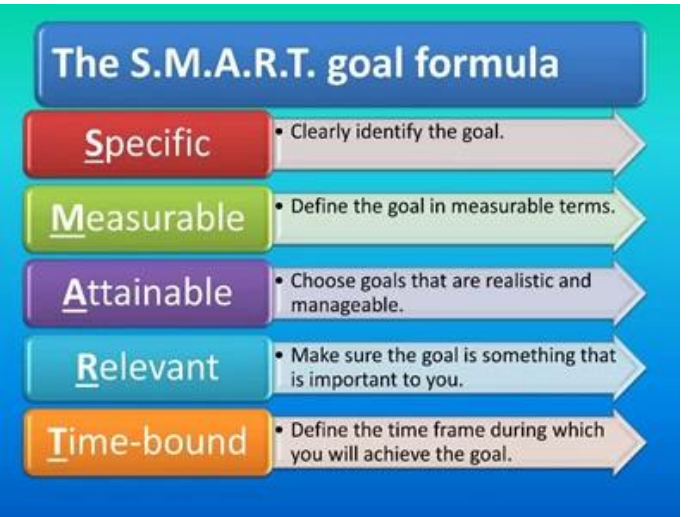 The S.M.A.R.T. goal formula
Specific
• Clearly identify the goal.
Measurable
• Define the goal in measurable terms.
Attainable
• Choose goals that are realistic and
manageable.
Relevant
• Make sure the goal is something that
is important to you.
Time-bound
• Define the time frame during which
you will achieve the goal.